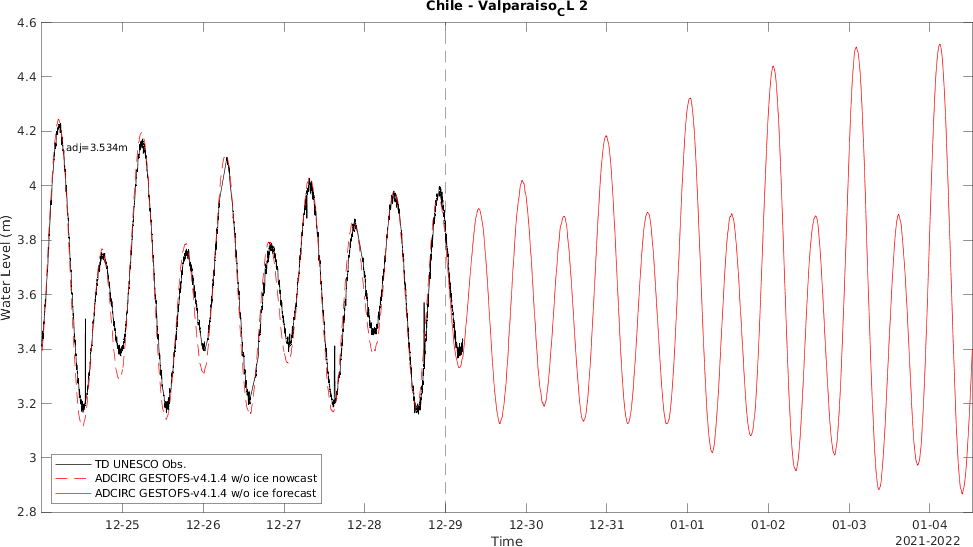 Chile - Valparaiso_CL 2
4.6
4.4
4.2
4
3.8
3.6
3.4
3.2
3
2.8
Water Level (m)
adj=3.534m
TD UNESCO Obs.
ADCIRC GESTOFS-v4.1.4 w/o ice nowcast
ADCIRC GESTOFS-v4.1.4 w/o ice forecast
12-25 12-26 12-27 12-28 12-29 12-30 12-31 01-01 01-02 01-03 01-04
Time
2021-2022